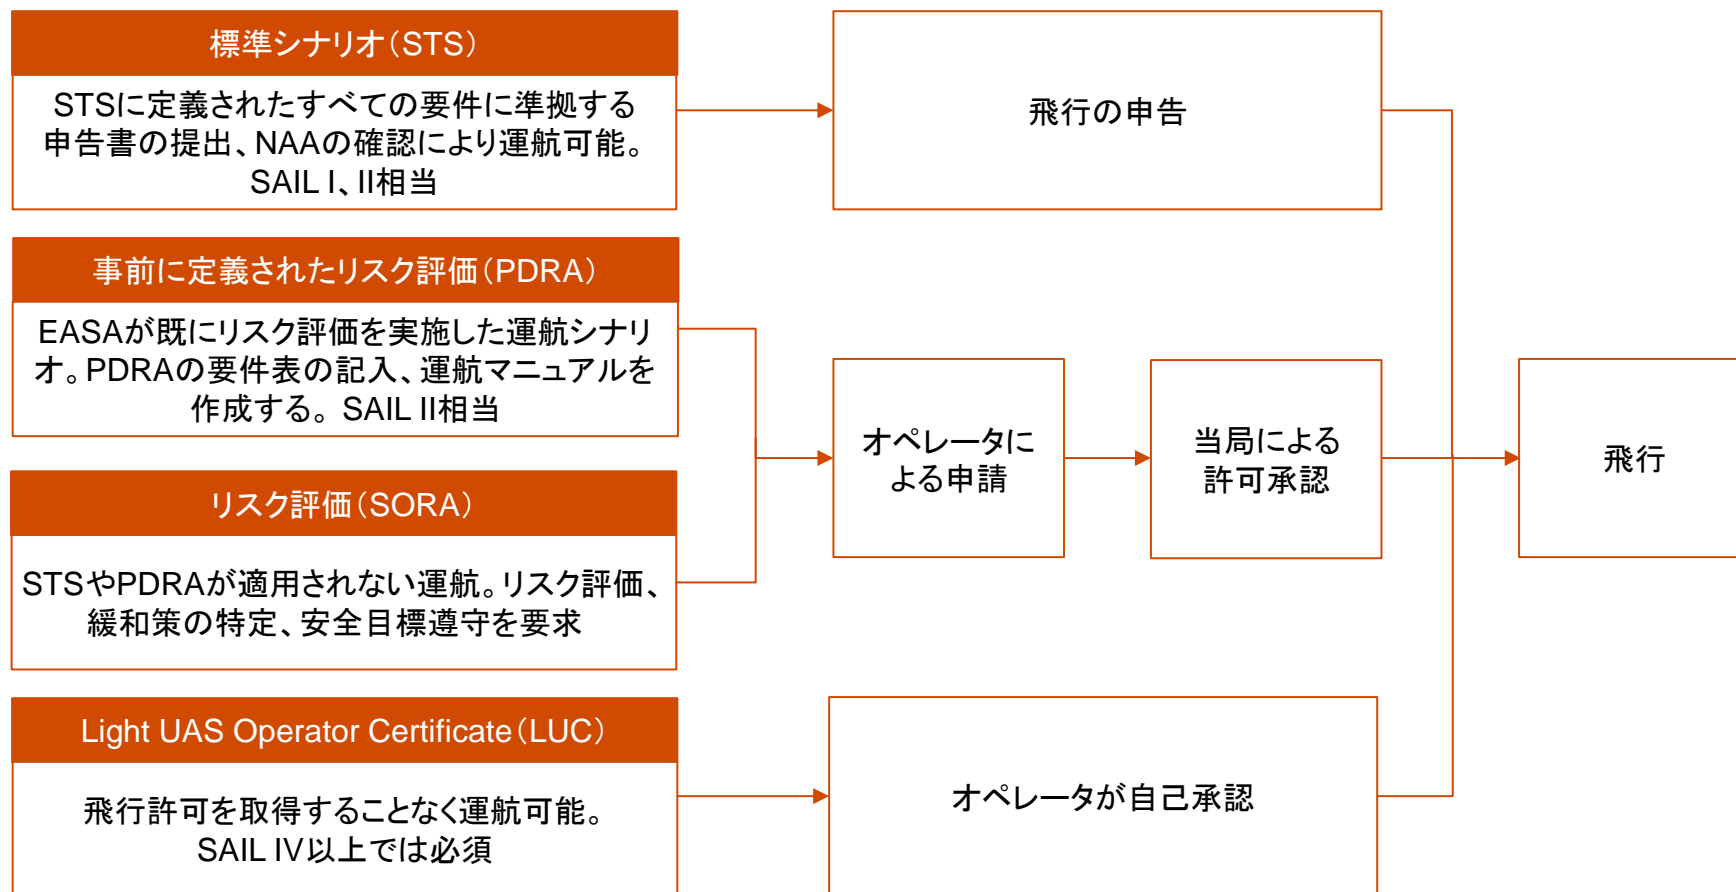 標準シナリオ（STS）
STSに定義されたすべての要件に準拠する
申告書の提出、NAAの確認により運航可能。
SAIL I、II相当
飛行の申告
事前に定義されたリスク評価（PDRA）
EASAが既にリスク評価を実施した運航シナリ
オ。PDRAの要件表の記入、運航マニュアルを
作成する。SAIL II相当
リスク評価（SORA）
STSやPDRAが適用されない運航。リスク評価、
緩和策の特定、安全目標遵守を要求
オペレータに
よる申請
当局による
許可承認
飛行
Light UAS Operator Certificate（LUC）
飛行許可を取得することなく運航可能。
SAIL IV以上では必須
オペレータが自己承認